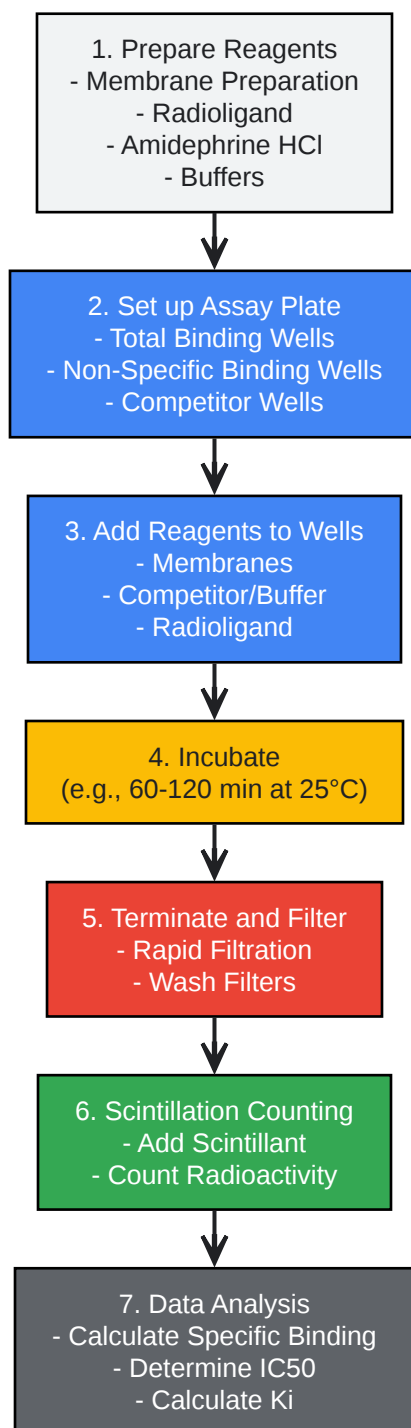 1. Prepare Reagents
- Membrane Preparation
- Radioligand
- Amidephrine HCl
- Buffers
2. Set up Assay Plate
- Total Binding Wells
- Non-Specific Binding Wells
- Competitor Wells
3. Add Reagents to Wells
- Membranes
- Competitor/Buffer
- Radioligand
4. Incubate
(e.g., 60-120 min at 25°C)
5. Terminate and Filter
- Rapid Filtration
- Wash Filters
6. Scintillation Counting
- Add Scintillant
- Count Radioactivity
7. Data Analysis
- Calculate Specific Binding
- Determine IC50
- Calculate Ki